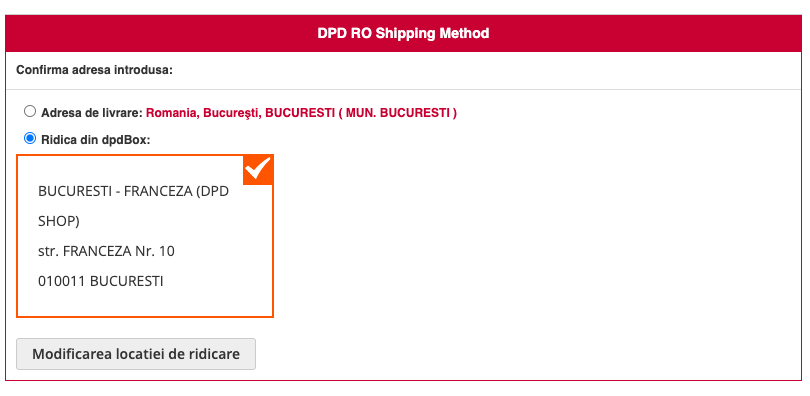 DPD RO Shipping Method
Confirma adresa introdusa:
Adresa de livrare: Romania, Bucureşti, BUCURESTI ( MUN. BUCURESTI )
Ridica din dpdBox:
BUCURESTI - FRANCEZA (DPD
SHOP)
str. FRANCEZA Nr. 10
010011 BUCURESTI
Modificarea locatiei de ridicare